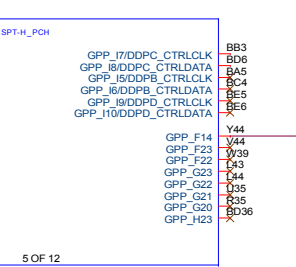 SPT-H_PCH
GPP_I7/DDPC_CTRLCLK BB3
GPP_I8/DDPC_CTRLDATA BD6
GPP_I5/DDPB_CTRLCLK BA5
GPP_I6/DDPB_CTRLDATA BC4
GPP_I9/DDPD_CTRLCLK BE5
GPP_I10/DDPD_CTRLDATA BE6
GPP_F14 Y44
GPP_F23 V44
GPP_F22 W39
GPP_G23 L43
GPP_G22 L44
GPP_G21 U35
GPP_G20 R35
GPP_H23 BD36
5 OF 12